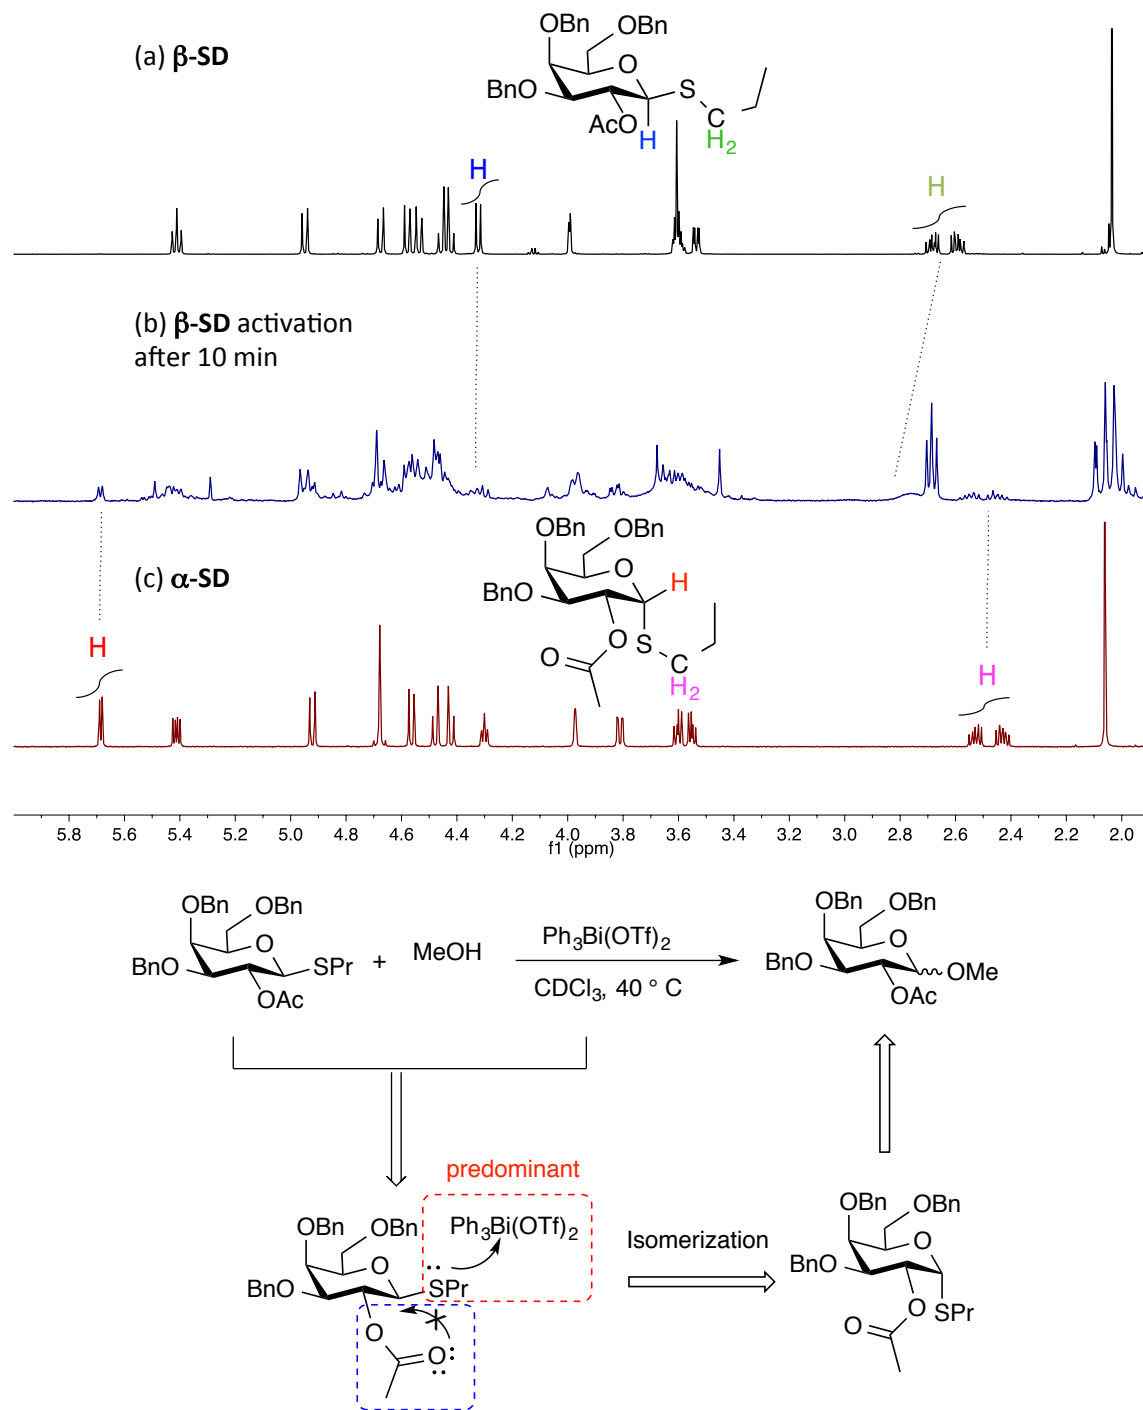 OBn
OBn
(a) β-SD
O
S
BnO
C
AcO
H
H2
H
H
(b) β-SD activation
after 10 min
OBn
OBn
(c) α-SD
O
H
BnO
O
S
O
C
H
H2
H
5.8 5.6 5.4 5.2 5.0 4.8 4.6 4.4 4.2 4.0 3.8 3.6 3.4 3.2 3.0 2.8 2.6 2.4 2.2 2.0
f1 (ppm)
OBn
OBn
O
BnO
SPr
OAc
+
MeOH
Ph3Bi(OTf)2
CDCl3, 40 ° C
OBn
OBn
O
BnO
OMe
OAc
predominant
OBn
OBn
Ph3Bi(OTf)2
O
BnO
SPr
O
O
Isomerization
OBn
OBn
O
BnO
O
SPr
O